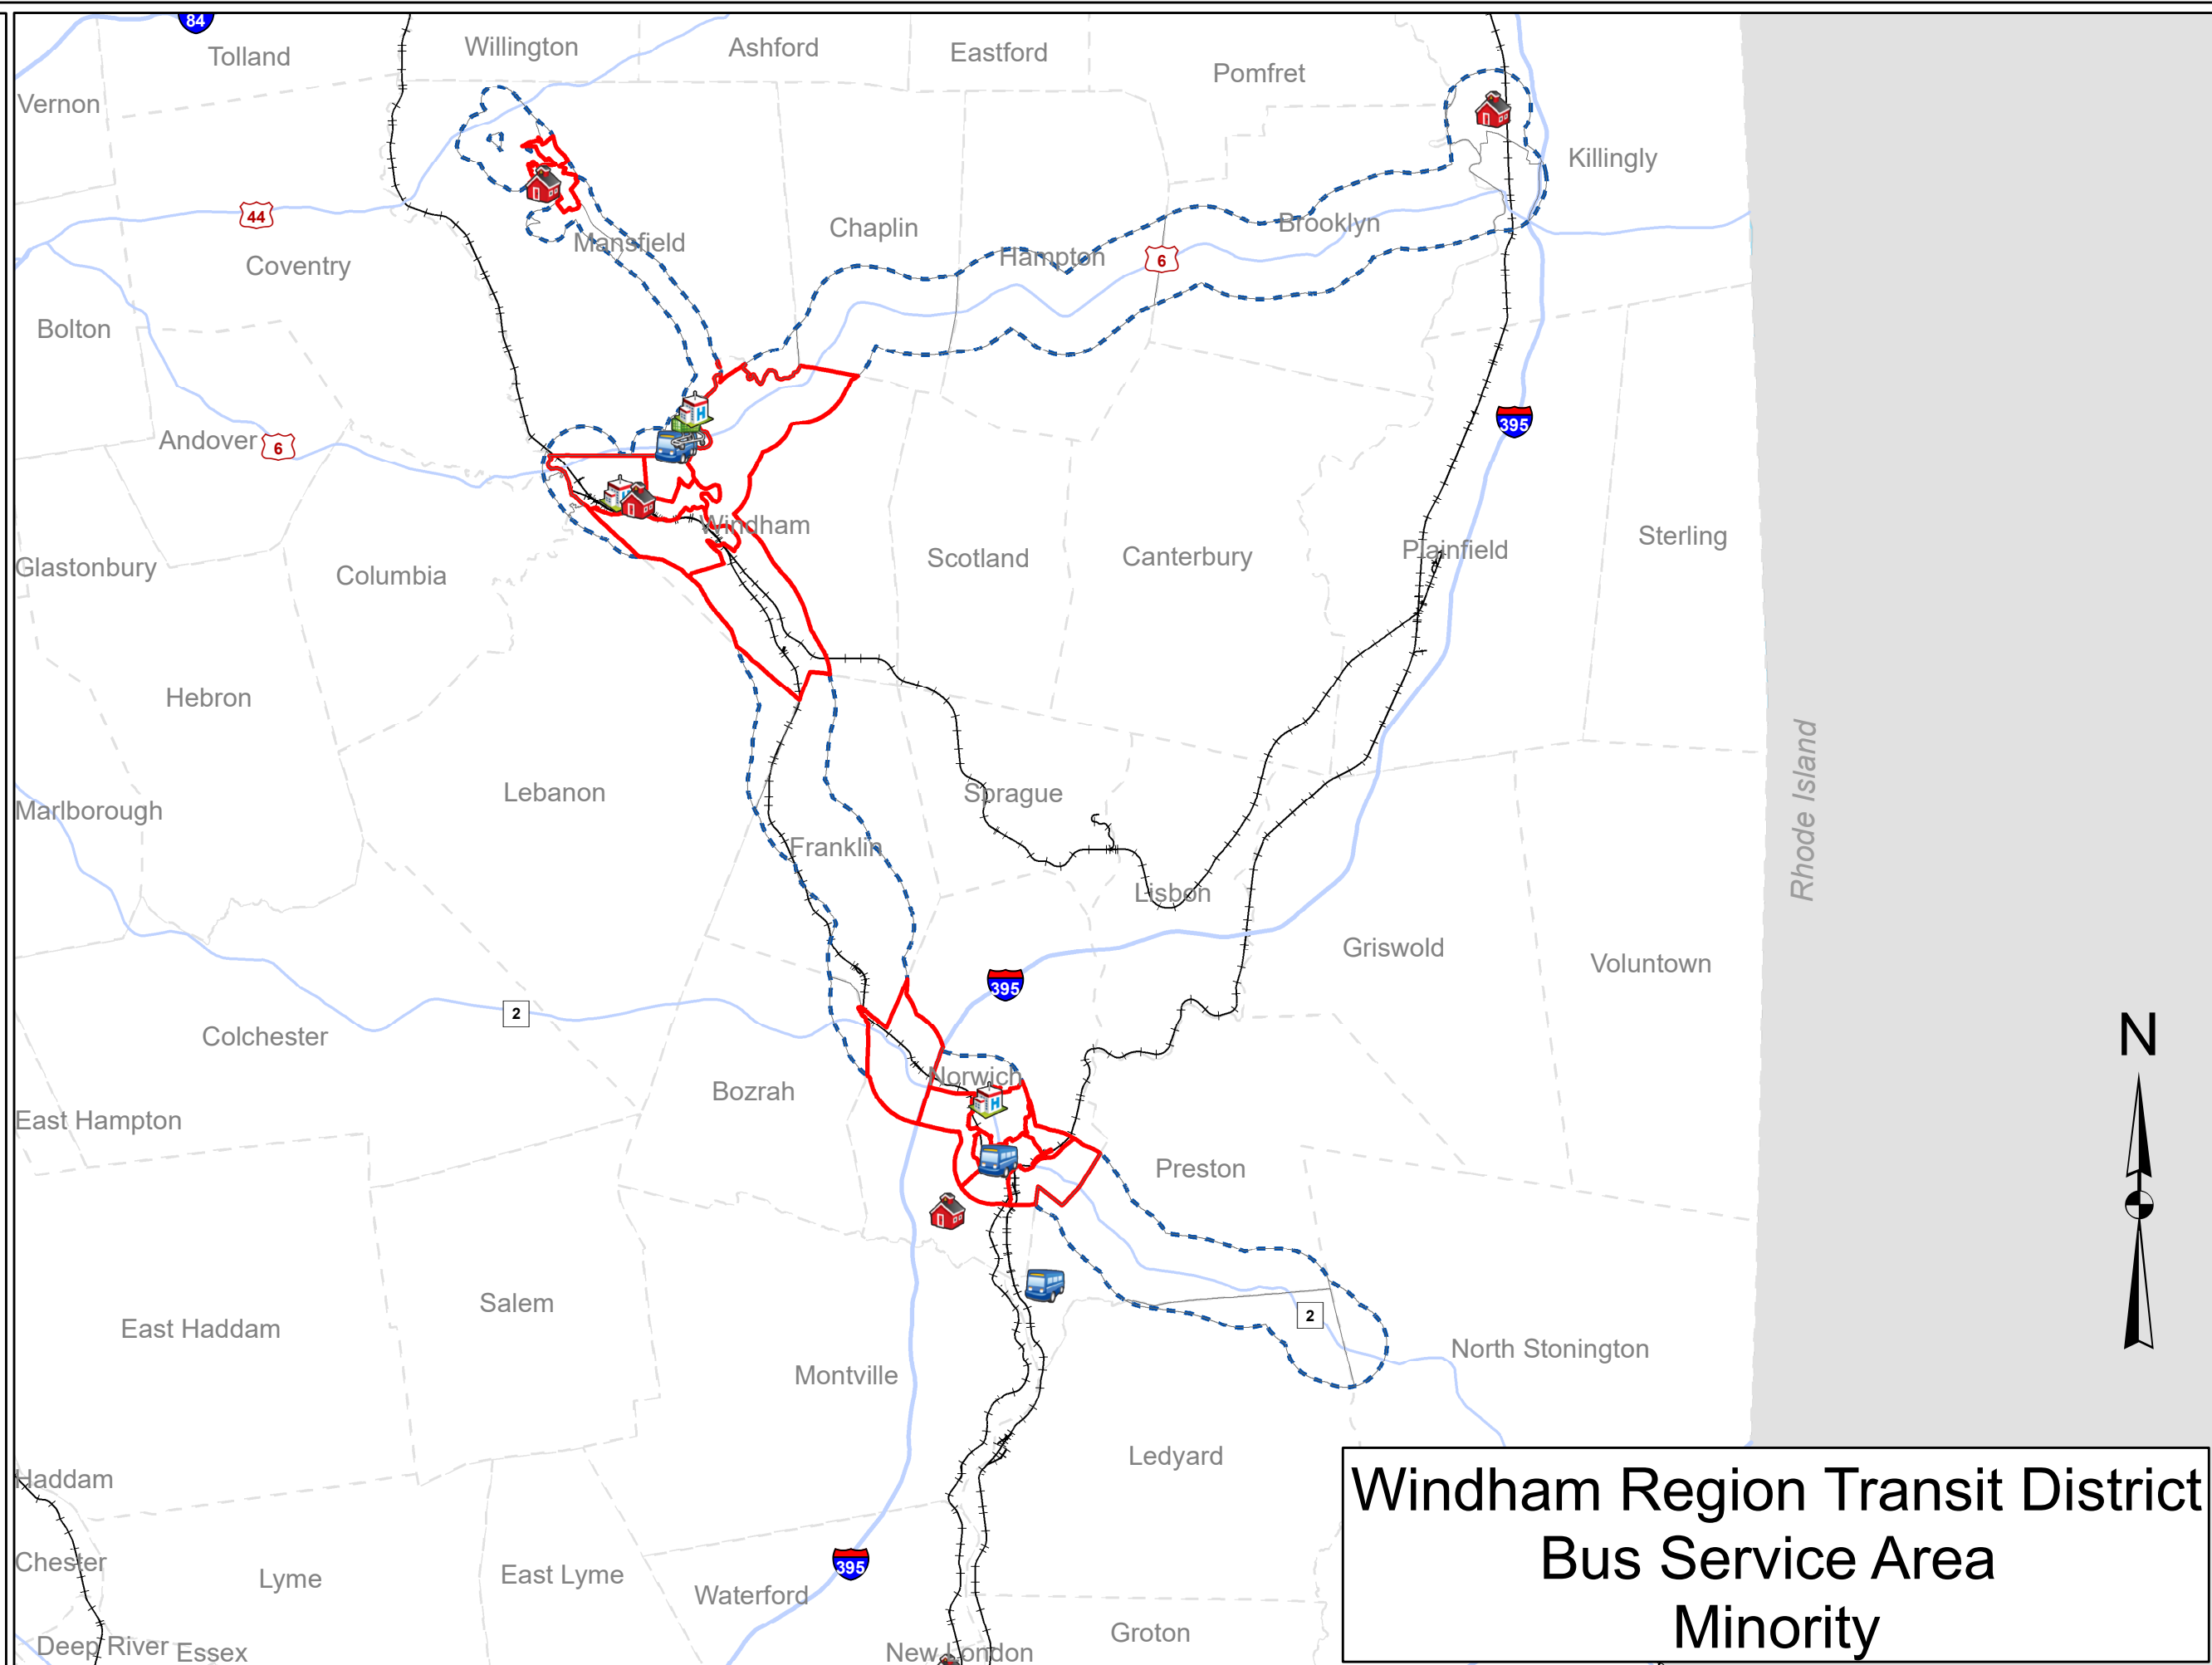 84
Tolland
Willington
Ashford
Eastford
Pomfret
Vernon
Killingly
44
Mansfield
Chaplin
Brooklyn
Hampton
6
Coventry
Bolton
Andover
6
395
H
H
Windham
Scotland
Canterbury
Plainfield
Sterling
Glastonbury
Columbia
Hebron
Rhode Island
Lebanon
Sprague
Marlborough
Franklin
Lisbon
Griswold
Voluntown
395
2
Colchester
N
Norwich
Bozrah
H
East Hampton
Preston
Salem
2
East Haddam
North Stonington
Montville
Ledyard
Haddam
Windham Region Transit District
Bus Service Area
Minority
Chester
Lyme
East Lyme
395
Waterford
Groton
Deep River
Essex
New London